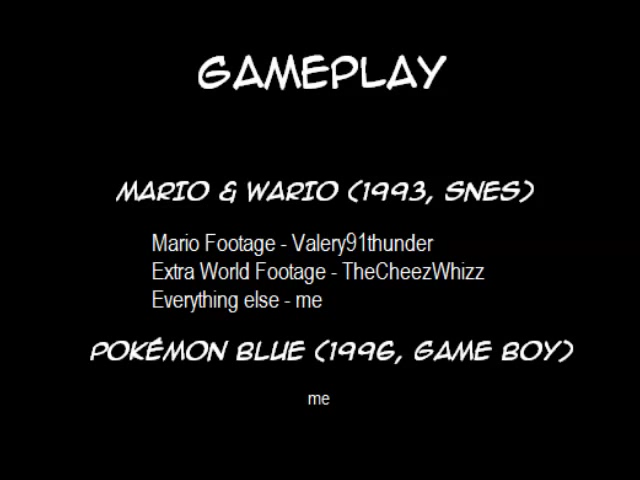 GAMEPLAY
MARIO & WARIO (1993, SNES)
Mario Footage - Valery91thunder
Extra World Footage - TheCheezWhizz
Everything else - me
POKÉMON BLUE (1996, GAME BOY)
me